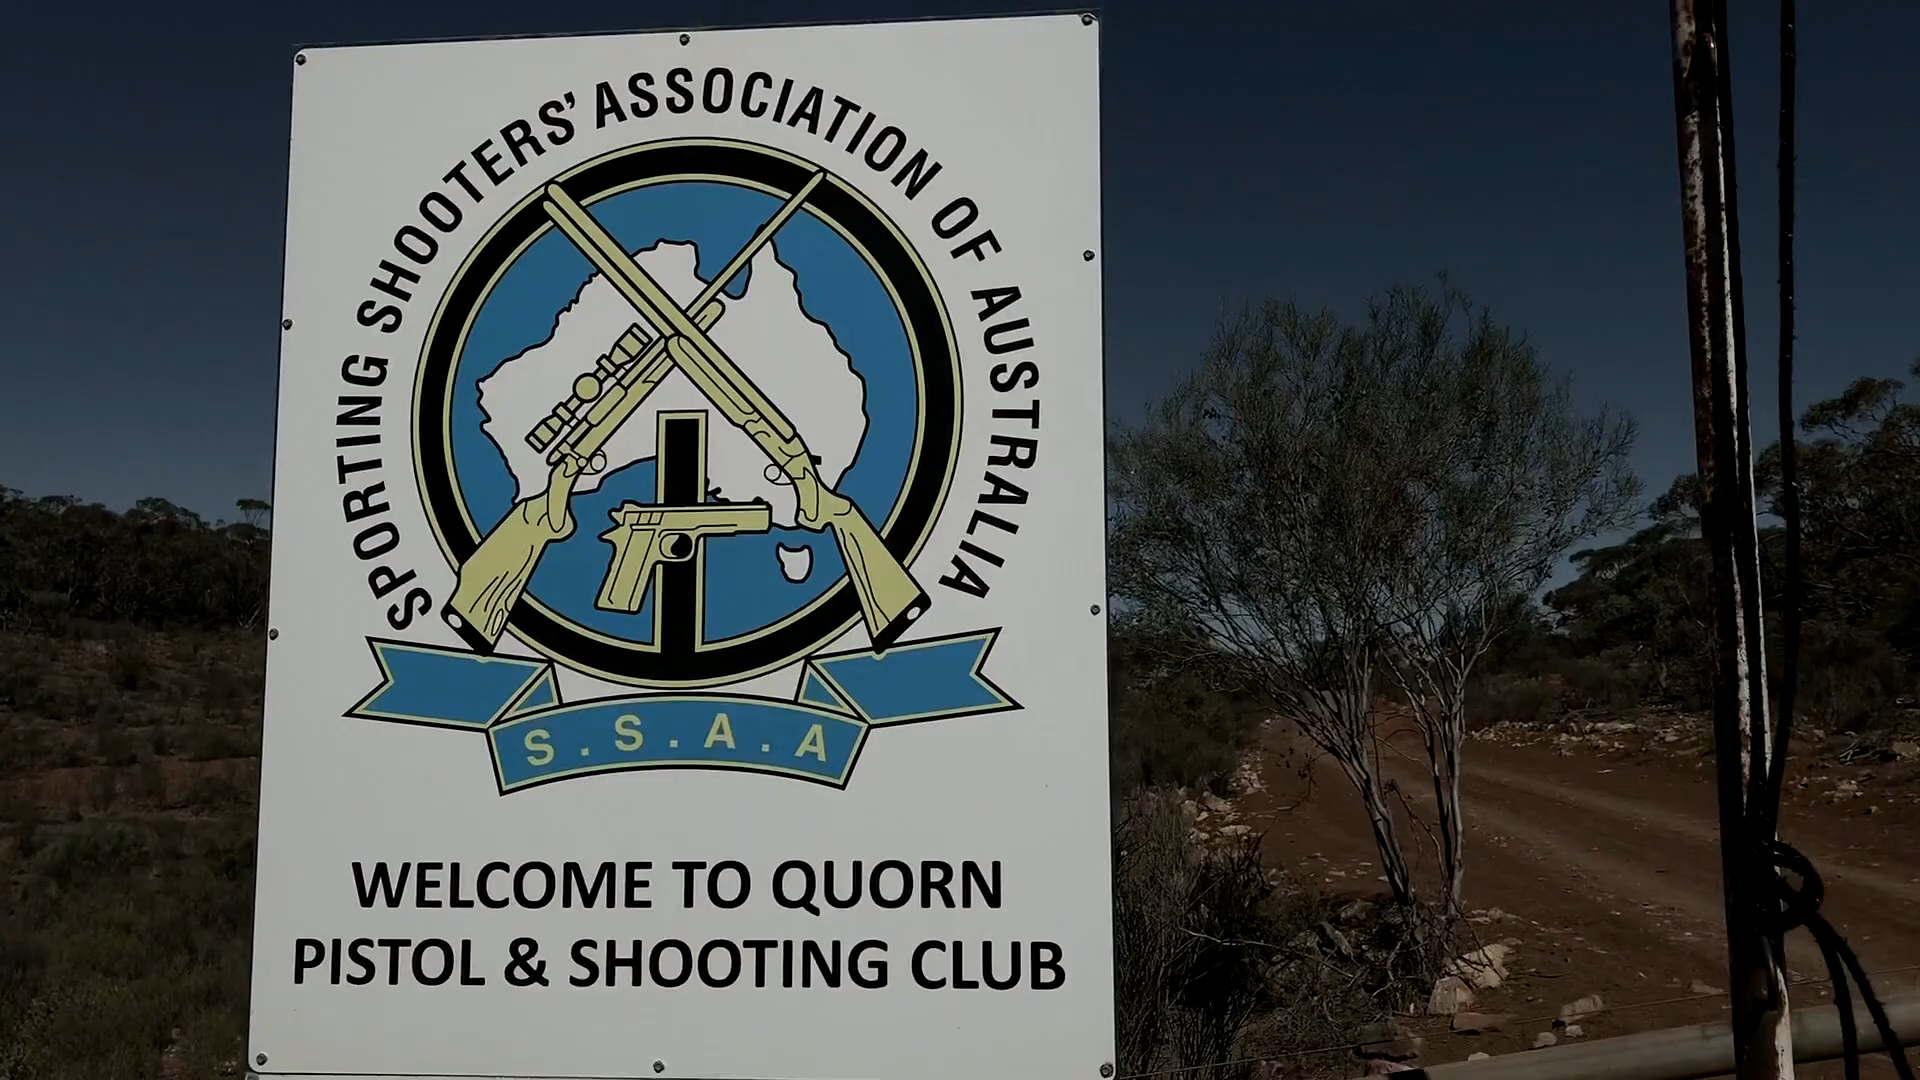 SPORTING SHOOTERS' ASSOCIATION OF AUSTRALIA
S.S.A.A
WELCOME TO QUORN
PISTOL & SHOOTING CLUB